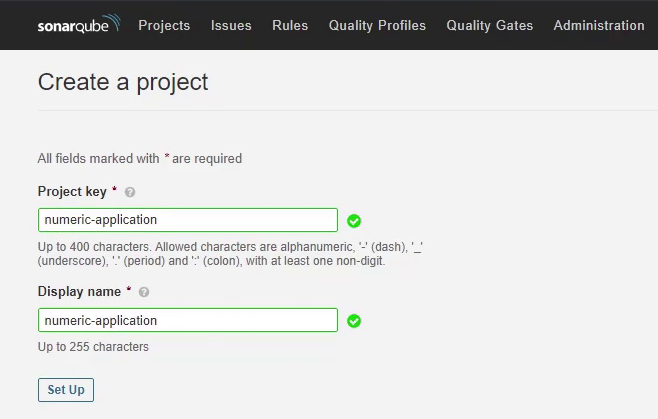 sonarqube Projects Issues Rules Quality Profiles Quality Gates Administration
Create a project
All fields marked with * are required
Project key * ?
numeric-application
Up to 400 characters. Allowed characters are alphanumeric, '-' (dash), '_'
(underscore), '.' (period) and ':' (colon), with at least one non-digit.
Display name * ?
numeric-application
Up to 255 characters
Set Up